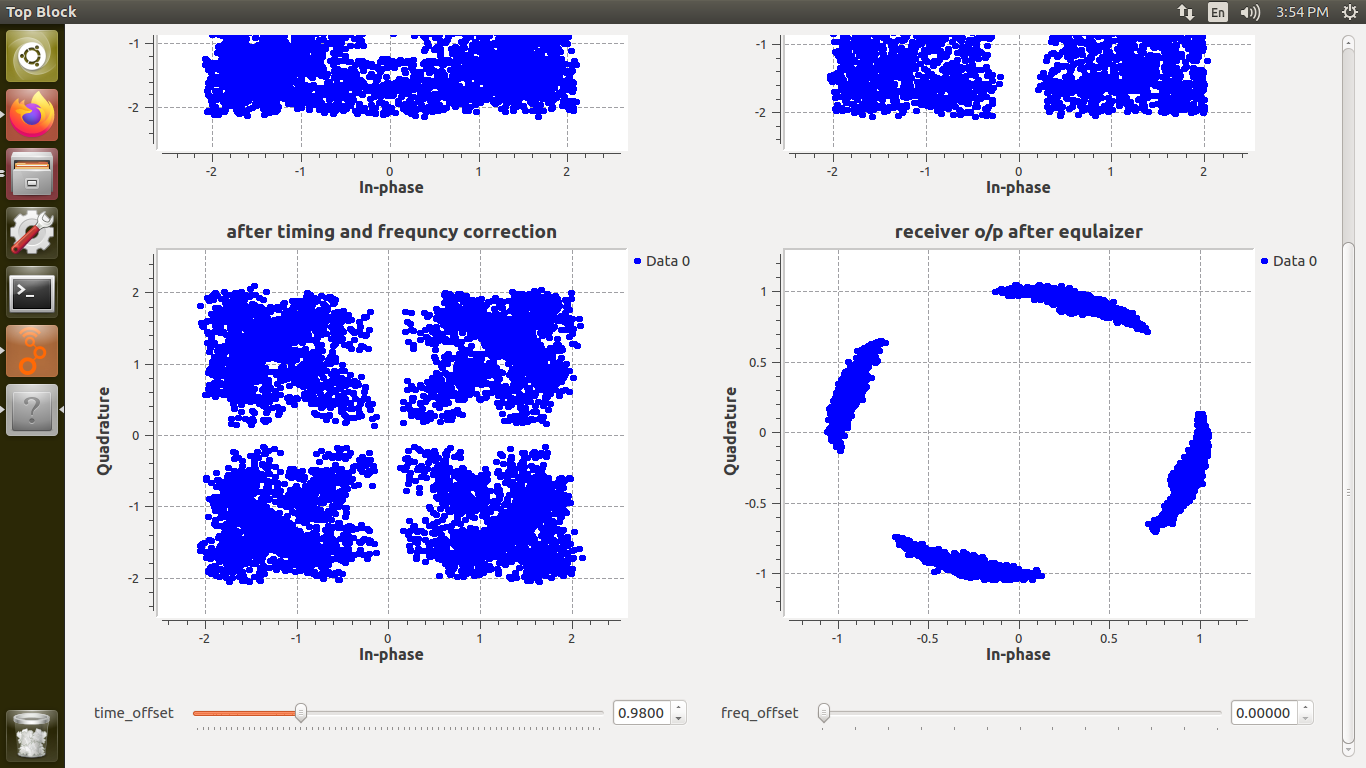 Top Block
En
3:54 PM
-1
-2
-2 -1 0 1 2
In-phase
-1
-2
-2 -1 0 1 2
In-phase
after timing and frequncy correction
Data 0
2
1
0
-1
-2
Quadrature
-2 -1 0 1 2
In-phase
receiver o/p after equlaizer
Data 0
1
0.5
0
-0.5
-1
Quadrature
-1 -0.5 0 0.5 1
In-phase
time_offset 0.9800
freq_offset 0.00000